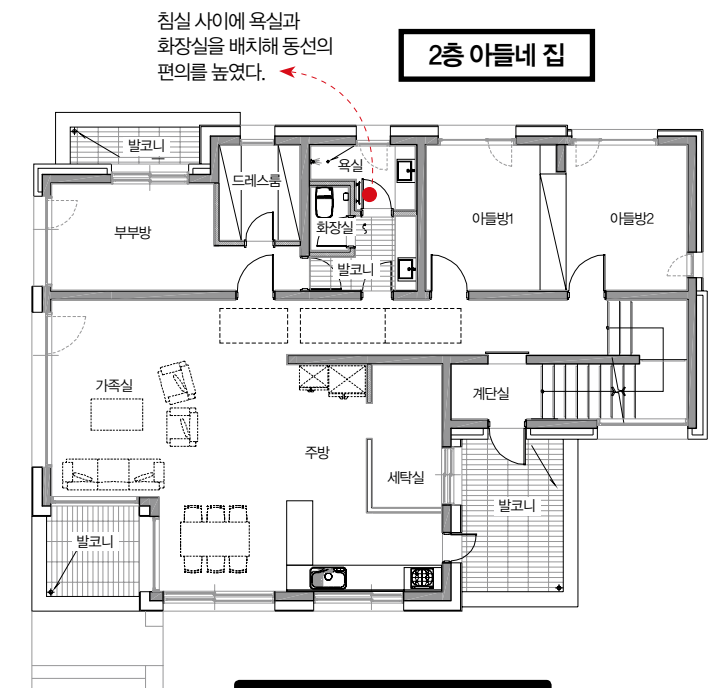 침실 사이에 욕실과
화장실을 배치해 동선의
편의를 높였다.
2층 아들네 집
발코니
드레스룸
욕실
부부방
화장실
아들방1
아들방2
발코니
가족실
계단실
주방
세탁실
발코니
발코니